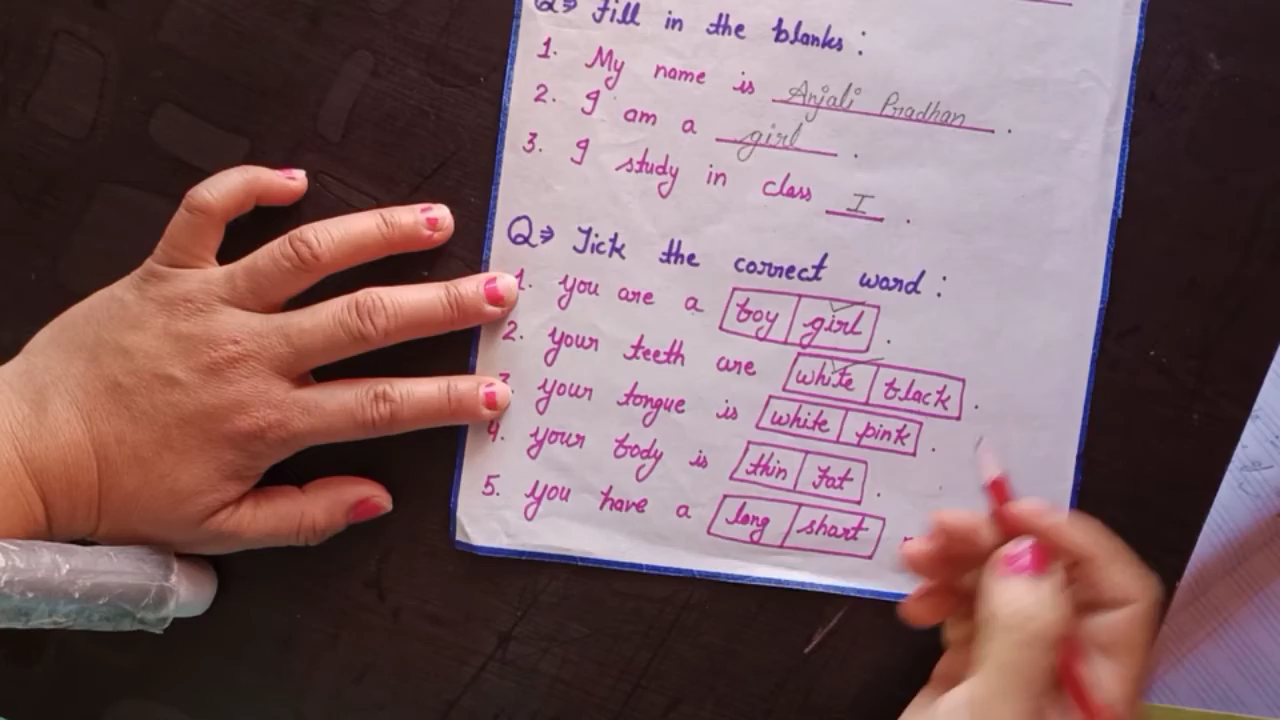 Q⇒ Fill in the blanks :
1. My name is Anjali Pradhan .
2. I am a girl .
3. I study in class I .
Q⇒ Tick the correct word :
1. you are a boy girl .
2. your teeth are white black .
3. your tongue is white pink .
4. your body is thin fat .
5. you have a long short